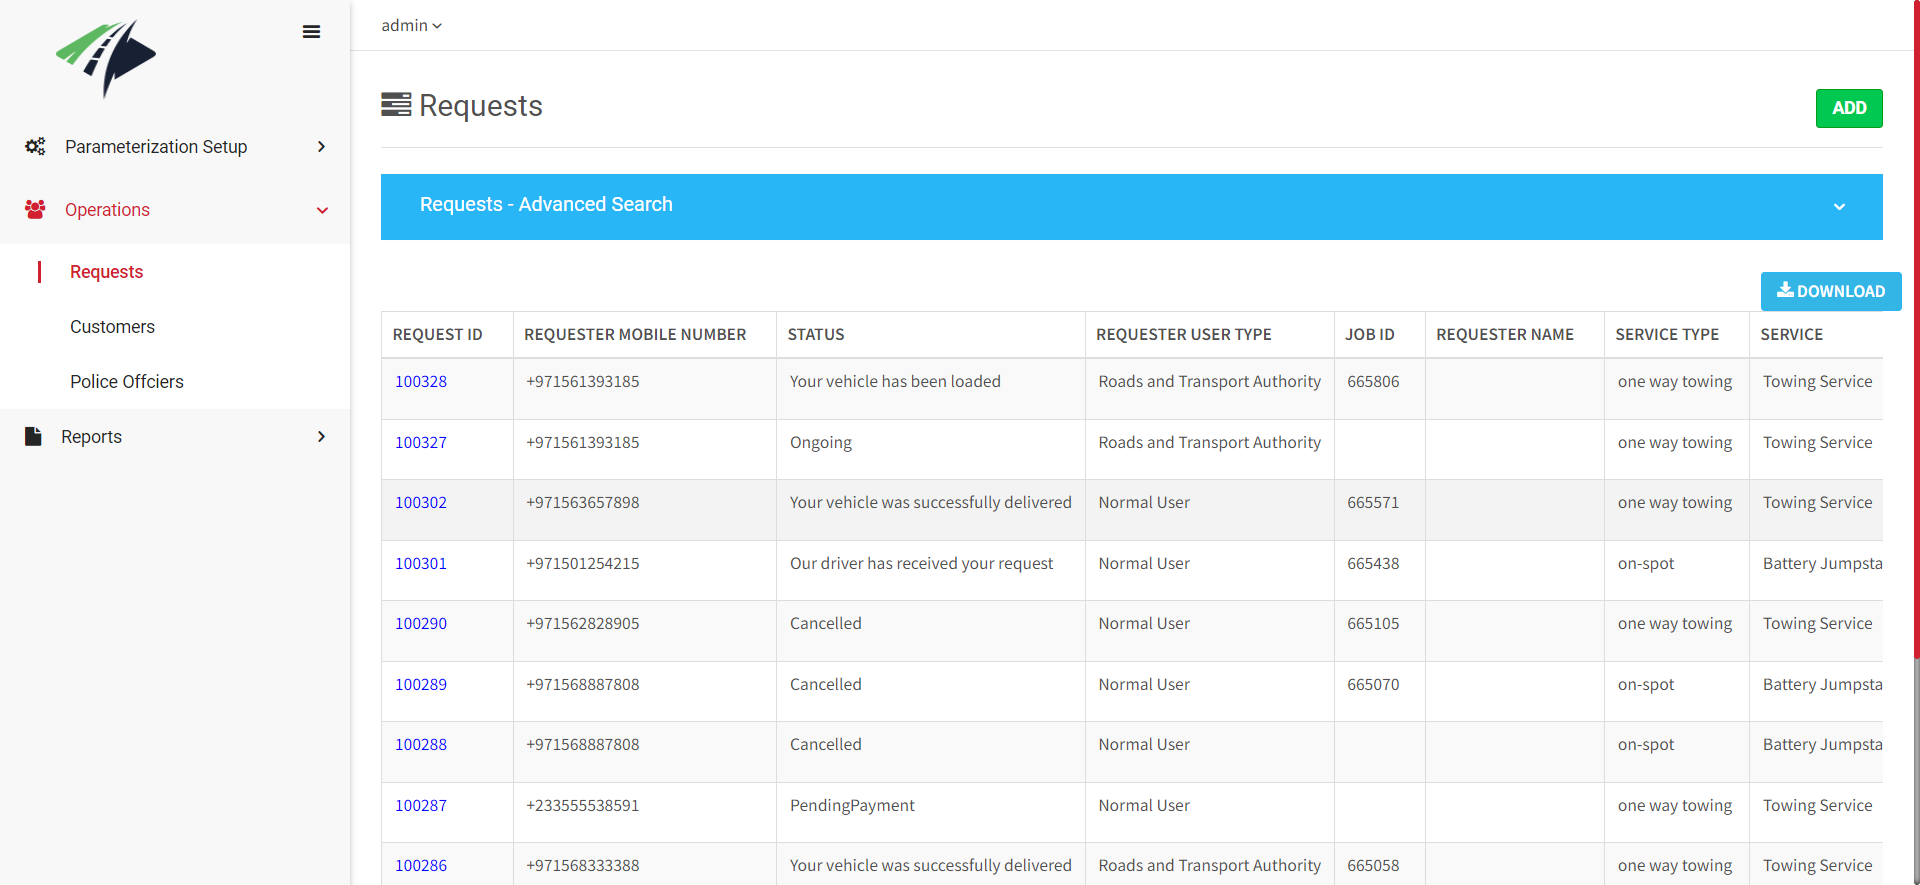 admin
Requests
ADD
Parameterization Setup
Operations
Requests
Customers
Police Offciers
Reports
Requests - Advanced Search
DOWNLOAD
REQUEST ID REQUESTER MOBILE NUMBER STATUS REQUESTER USER TYPE JOB ID REQUESTER NAME SERVICE TYPE SERVICE
100328 +971561393185 Your vehicle has been loaded Roads and Transport Authority 665806 one way towing Towing Service
100327 +971561393185 Ongoing Roads and Transport Authority one way towing Towing Service
100302 +971563657898 Your vehicle was successfully delivered Normal User 665571 one way towing Towing Service
100301 +971501254215 Our driver has received your request Normal User 665438 on-spot Battery Jumpsta
100290 +971562828905 Cancelled Normal User 665105 one way towing Towing Service
100289 +971568887808 Cancelled Normal User 665070 on-spot Battery Jumpsta
100288 +971568887808 Cancelled Normal User on-spot Battery Jumpsta
100287 +233555538591 PendingPayment Normal User one way towing Towing Service
100286 +971568333388 Your vehicle was successfully delivered Roads and Transport Authority 665058 one way towing Towing Service